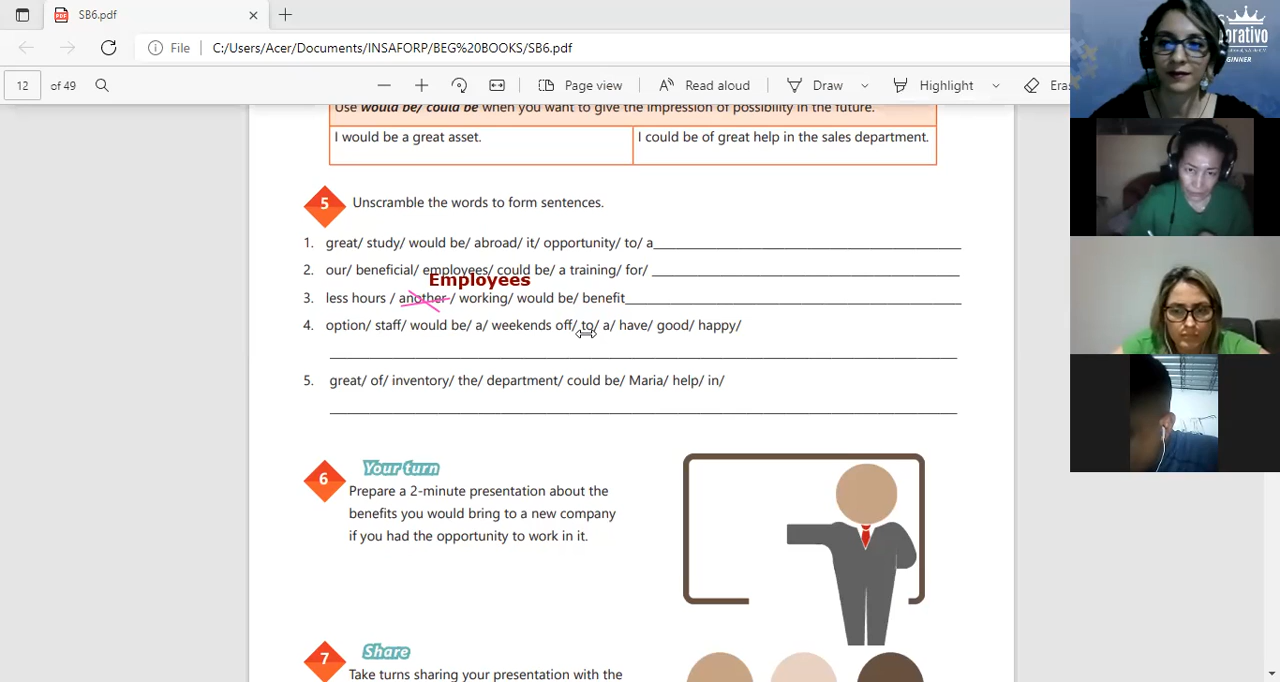 SB6.pdf
File C:/Users/Acer/Documents/INSAFORP/BEG%20BOOKS/SB6.pdf
12 of 49 Page view Read aloud Draw Highlight Eras
Use would be/ could be when you want to give the impression of possibility in the future.
I would be a great asset. I could be of great help in the sales department.
5 Unscramble the words to form sentences.
1. great/ study/ would be/ abroad/ it/ opportunity/ to/ a
2. our/ beneficial/ employees/ could be/ a training/ for/
Employees
3. less hours / another / working/ would be/ benefit
4. option/ staff/ would be/ a/ weekends off/ to/ a/ have/ good/ happy/
5. great/ of/ inventory/ the/ department/ could be/ Maria/ help/ in/
6 Your turn
Prepare a 2-minute presentation about the
benefits you would bring to a new company
if you had the opportunity to work in it.
7 Share
Take turns sharing your presentation with the
orativo
GINNER